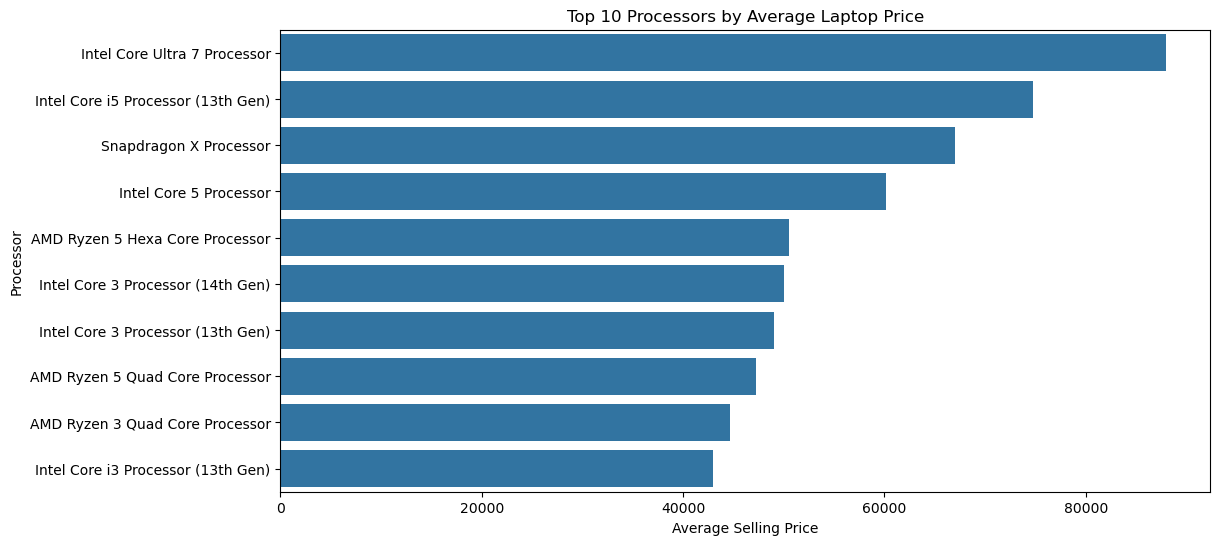 Top 10 Processors by Average Laptop Price
Processor
Intel Core Ultra 7 Processor
Intel Core i5 Processor (13th Gen)
Snapdragon X Processor
Intel Core 5 Processor
AMD Ryzen 5 Hexa Core Processor
Intel Core 3 Processor (14th Gen)
Intel Core 3 Processor (13th Gen)
AMD Ryzen 5 Quad Core Processor
AMD Ryzen 3 Quad Core Processor
Intel Core i3 Processor (13th Gen)
0 20000 40000 60000 80000
Average Selling Price